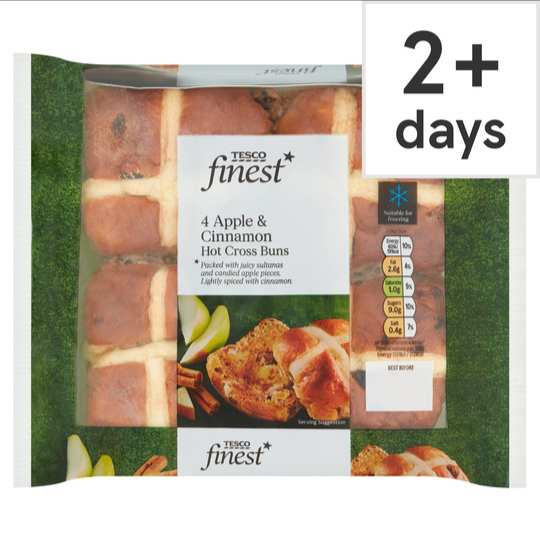 2+
days
finest*
TESCO
finest*
4 Apple &
Cinnamon
Hot Cross Buns
* Packed with juicy sultanas
and candied apple pieces.
Lightly spiced with cinnamon.
Suitable for
freezing
Energy
10%
Fat
2.6g 4%
Saturates
1.0g 5%
Sugars
9.0g 10%
Salt
0.4g 7%
BEST BEFORE
Serving Suggestion
TESCO
finest*